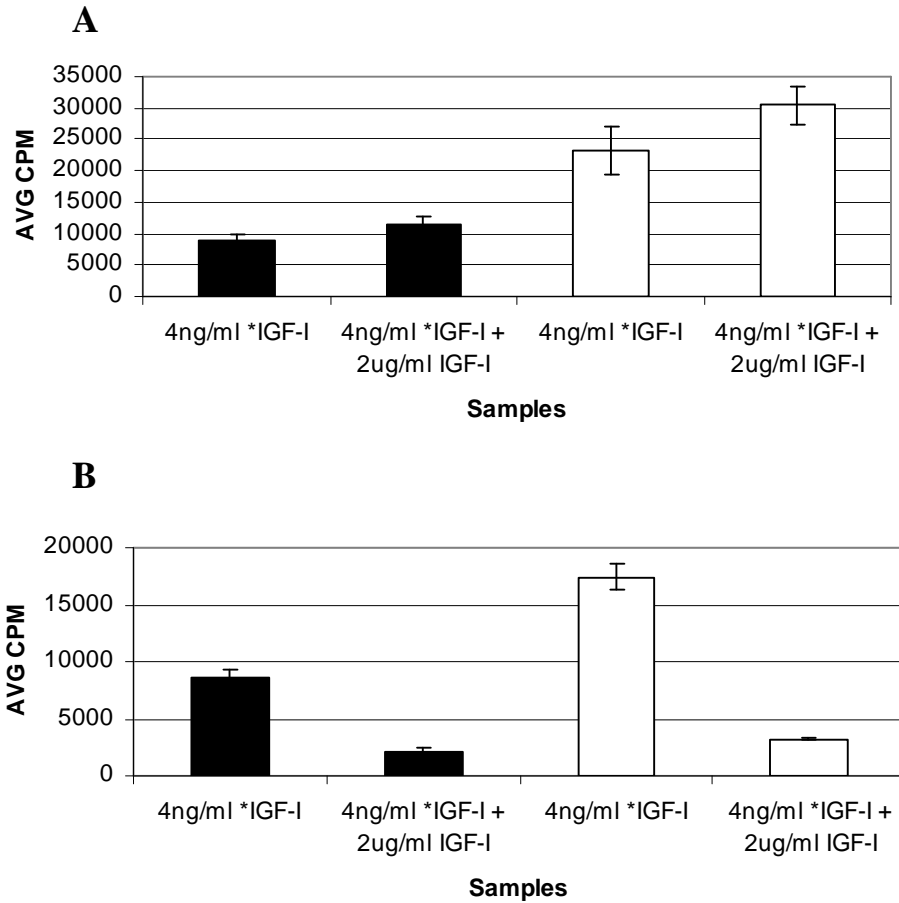 A
35000
30000
25000
20000
15000
10000
5000
0
AVG CPM
4ng/ml *IGF-I
4ng/ml *IGF-I +
2ug/ml IGF-I
4ng/ml *IGF-I
4ng/ml *IGF-I +
2ug/ml IGF-I
Samples
B
20000
15000
10000
5000
0
AVG CPM
4ng/ml *IGF-I
4ng/ml *IGF-I +
2ug/ml IGF-I
4ng/ml *IGF-I
4ng/ml *IGF-I +
2ug/ml IGF-I
Samples